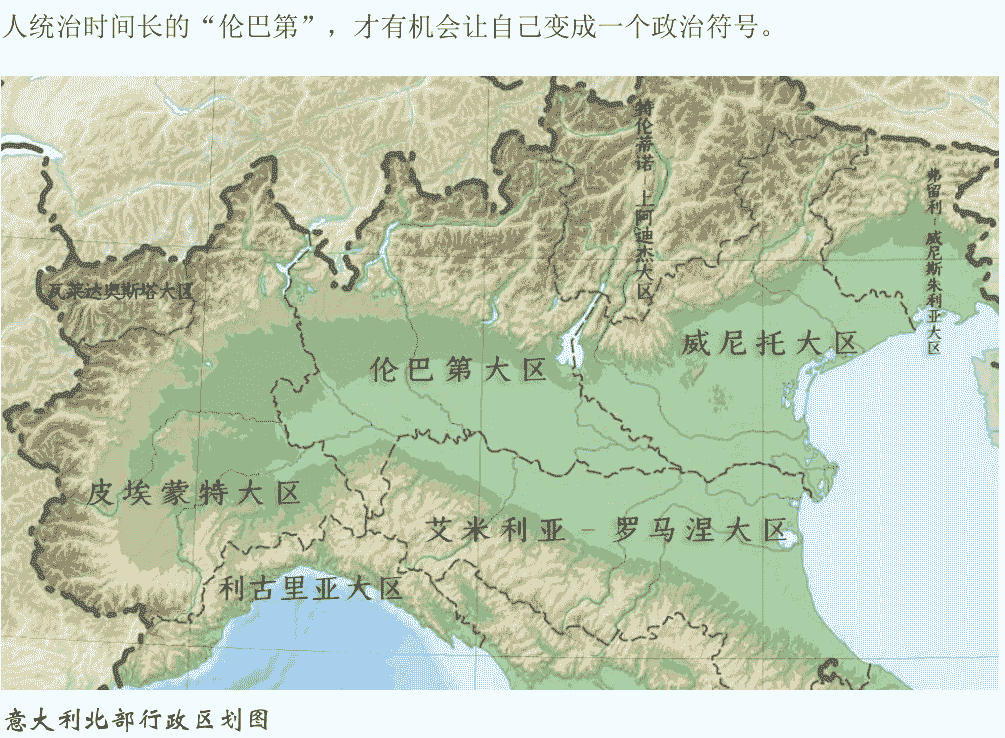 人统治时间长的“伦巴第”，才有机会让自己变成一个政治符号。
特伦蒂诺-上阿迪杰大区
弗留利-威尼斯朱利亚大区
瓦莱达奥斯塔大区
威尼托大区
伦巴第大区
皮埃蒙特大区
艾米利亚-罗马涅大区
利古里亚大区
意大利北部行政区划图